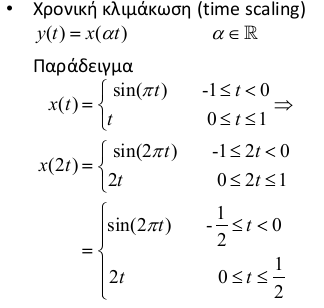 • Χρονική κλιμάκωση (time scaling)
y(t) = x(αt) α ∈ ℝ
Παράδειγμα
x(t) = { sin(πt) -1 ≤ t < 0
t 0 ≤ t ≤ 1 ⇒
x(2t) = { sin(2πt) -1 ≤ 2t < 0
2t 0 ≤ 2t ≤ 1
= { sin(2πt) -1/2 ≤ t < 0
2t 0 ≤ t ≤ 1/2